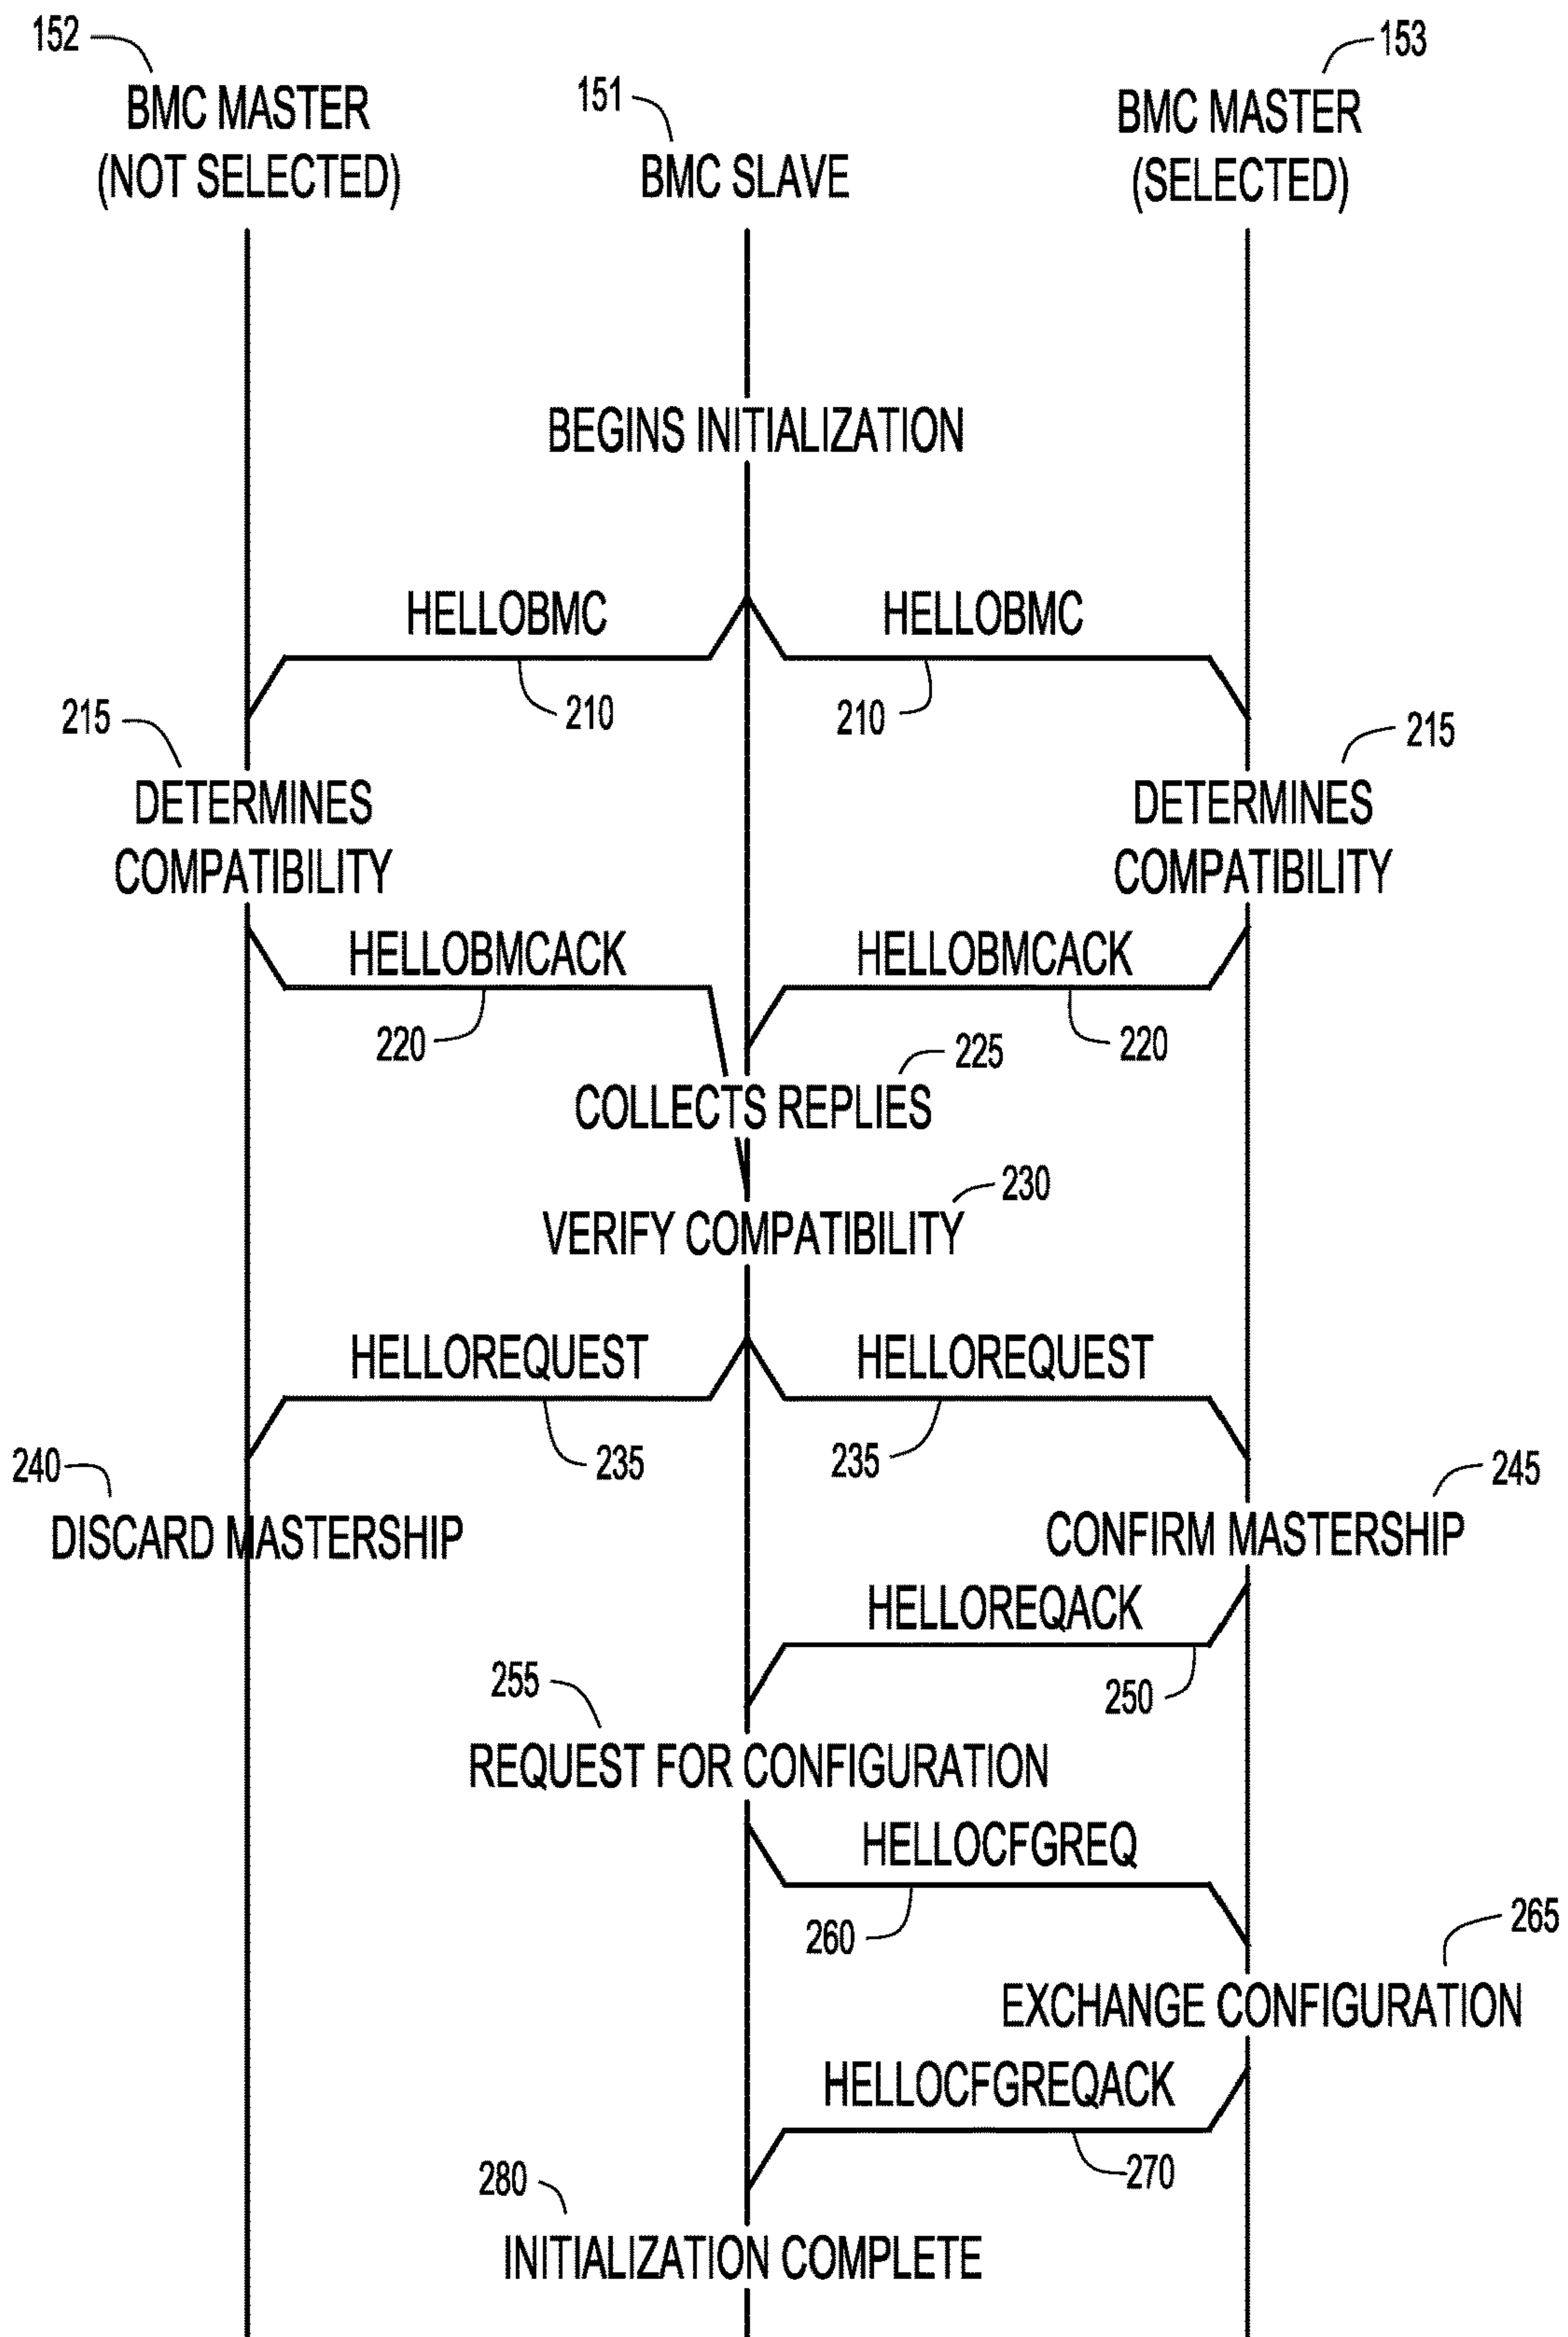 152
BMC MASTER
(NOT SELECTED)
151
BMC SLAVE
153
BMC MASTER
(SELECTED)
BEGINS INITIALIZATION
HELLOBMC
HELLOBMC
210
210
215
DETERMINES
COMPATIBILITY
215
DETERMINES
COMPATIBILITY
HELLOBMCACK
HELLOBMCACK
220
220
225
COLLECTS REPLIES
230
VERIFY COMPATIBILITY
HELLOREQUEST
HELLOREQUEST
235
235
240
DISCARD MASTERSHIP
245
CONFIRM MASTERSHIP
HELLOREQACK
250
255
REQUEST FOR CONFIGURATION
HELLOCFGREQ
260
265
EXCHANGE CONFIGURATION
HELLOCFGREQACK
270
280
INITIALIZATION COMPLETE